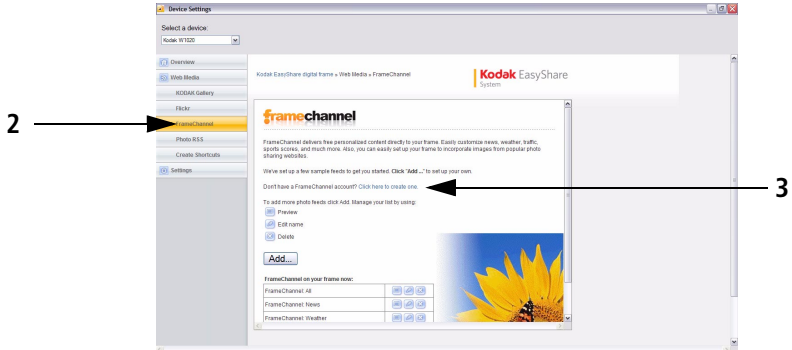 Device Settings
Select a device:
Kodak W1020
Overview
Web Media
KODAK Gallery
Flickr
FrameChannel
Photo RSS
Create Shortcuts
Settings
2
Kodak EasyShare digital frame » Web Media » FrameChannel
Kodak EasyShare
System
framechannel
FrameChannel delivers free personalized content directly to your frame. Easily customize news, weather, traffic,
sports scores, and much more. Also, you can easily set up your frame to incorporate images from popular photo
sharing websites.
We've set up a few sample feeds to get you started. Click "Add ..." to set up your own.
Don't have a FrameChannel account? Click here to create one.
3
To add more photo feeds click Add. Manage your list by using:
Preview
Edit name
Delete
Add...
FrameChannel on your frame now:
FrameChannel: All
FrameChannel: News
FrameChannel: Weather